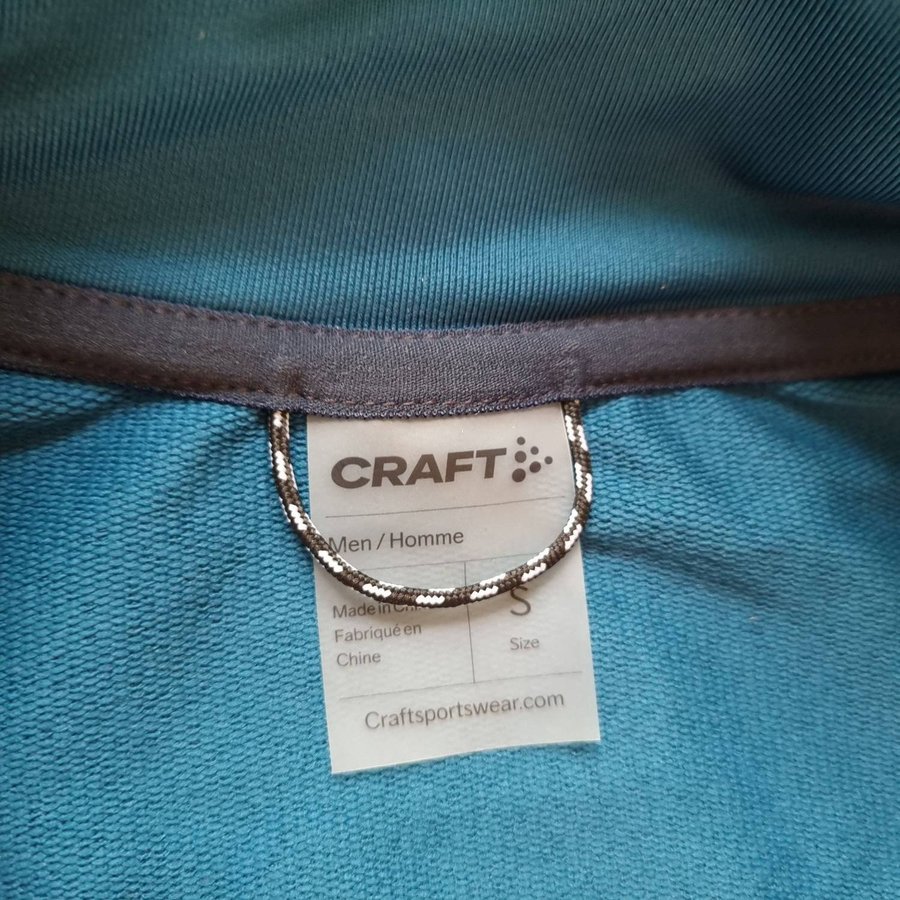 CRAFT
Men / Homme
Made in
Fabriqué en
Chine
S
Size
Craftsportswear.com